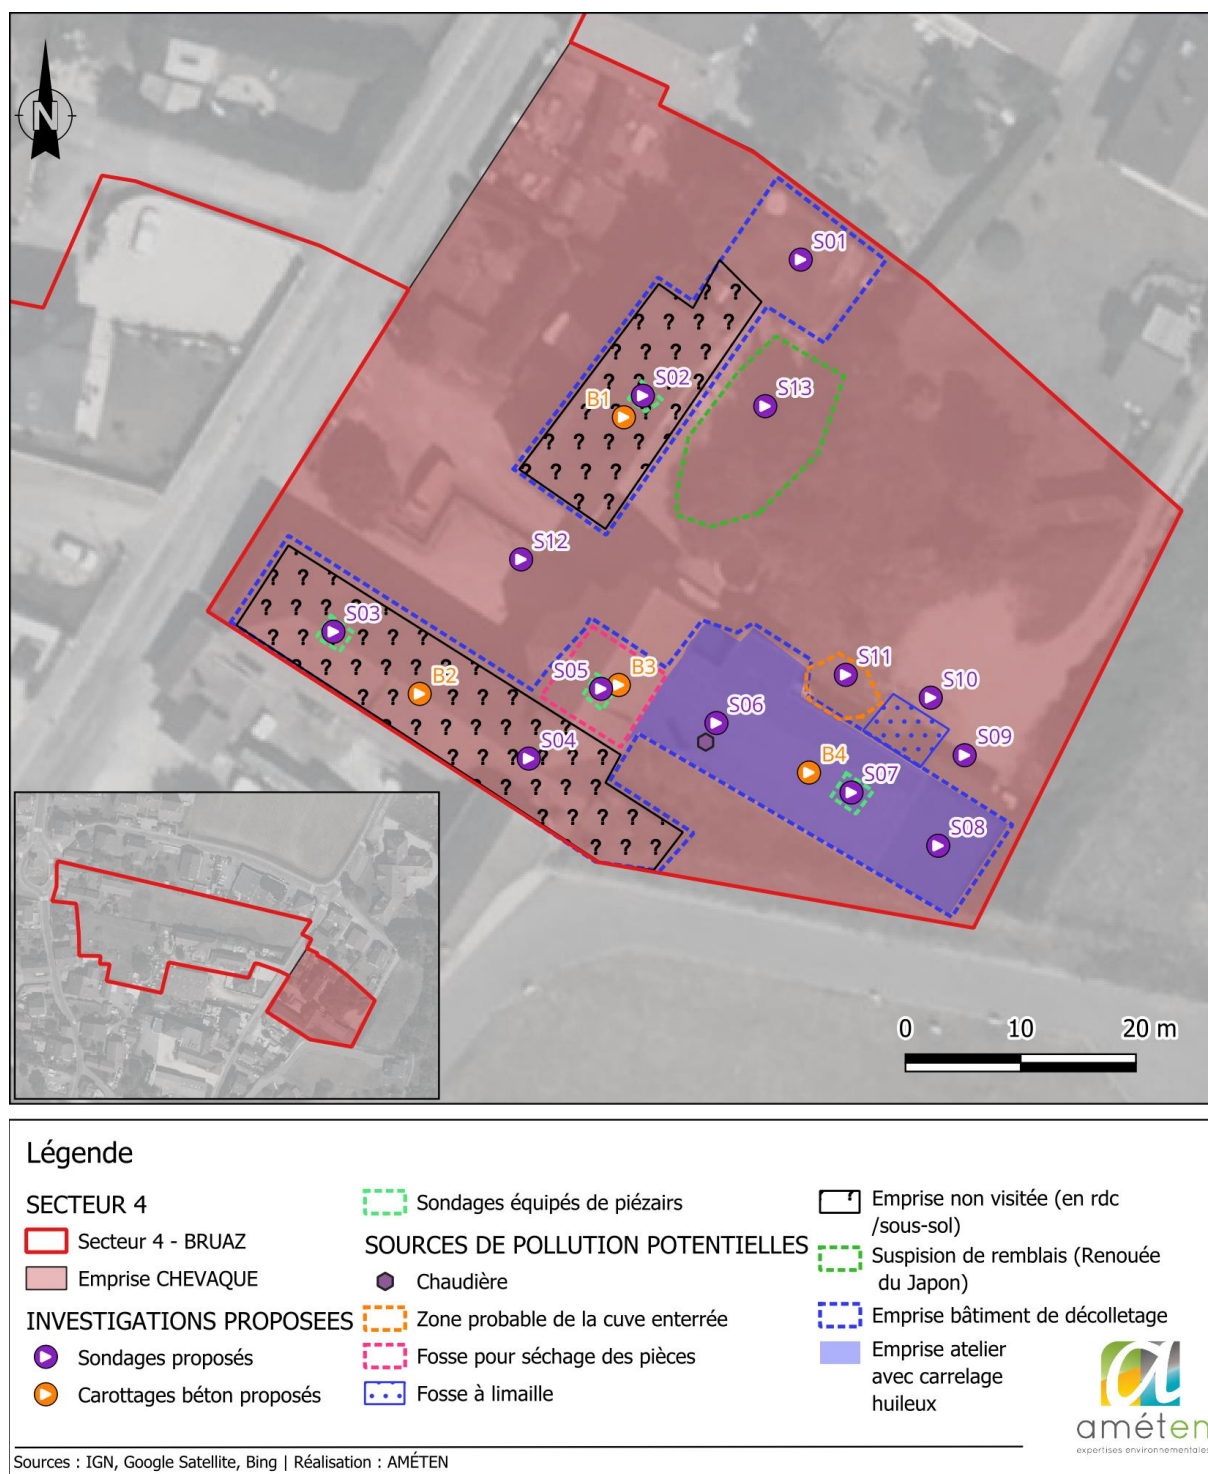 N
S01
S02
B1
S13
S12
S03
B2
S05
B3
S04
S06
S11
S10
S09
B4
S07
S08
0 10 20 m
Légende
SECTEUR 4
Secteur 4 - BRUAZ
Emprise CHEVAQUE
INVESTIGATIONS PROPOSEES
Sondages proposés
Carottages béton proposés
Sondages équipés de piézairs
SOURCES DE POLLUTION POTENTIELLES
Chaudière
Zone probable de la cuve enterrée
Fosse pour séchage des pièces
Fosse à limaille
Emprise non visitée (en rdc
/sous-sol)
Suspision de remblais (Renouée
du Japon)
Emprise bâtiment de décolletage
Emprise atelier
avec carrelage
huileux
améten
expertises environnementales
Sources : IGN, Google Satellite, Bing | Réalisation : AMÉTEN